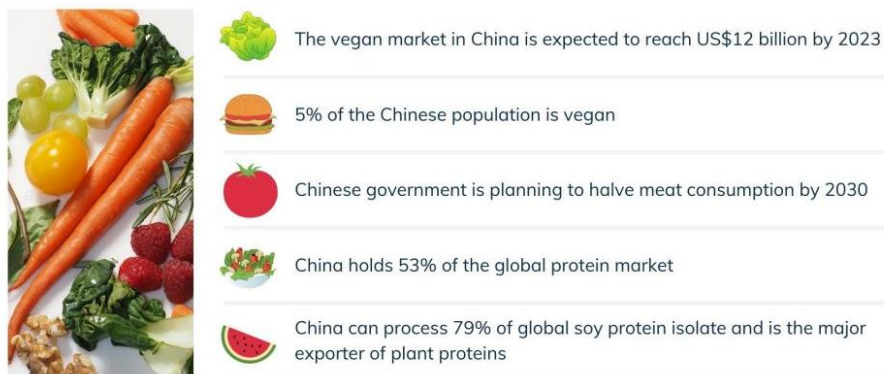 The vegan market in China is expected to reach US$12 billion by 2023
5% of the Chinese population is vegan
Chinese government is planning to halve meat consumption by 2030
China holds 53% of the global protein market
China can process 79% of global soy protein isolate and is the major
exporter of plant proteins